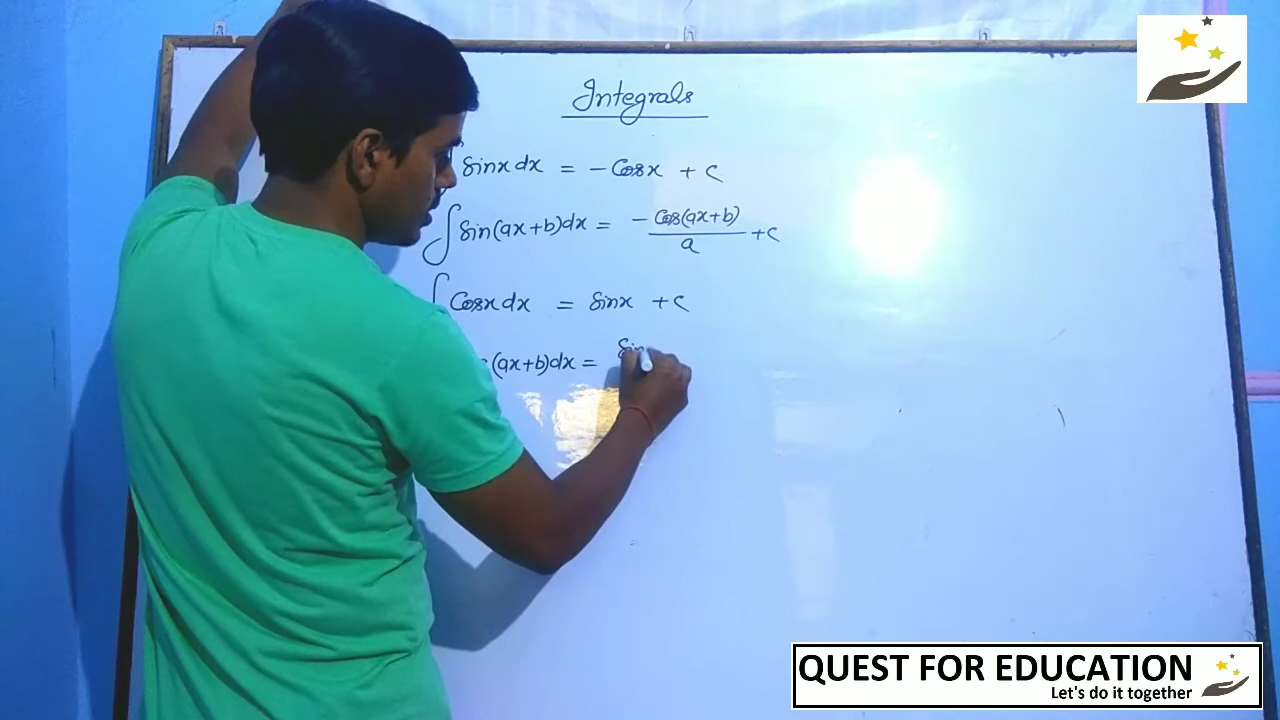 Integrals
sinx dx = -cosx + c
∫ sin(ax+b)dx = -cos(ax+b)/a + c
∫ cosx dx = sinx + c
(ax+b)dx = sin
QUEST FOR EDUCATION
Let's do it together